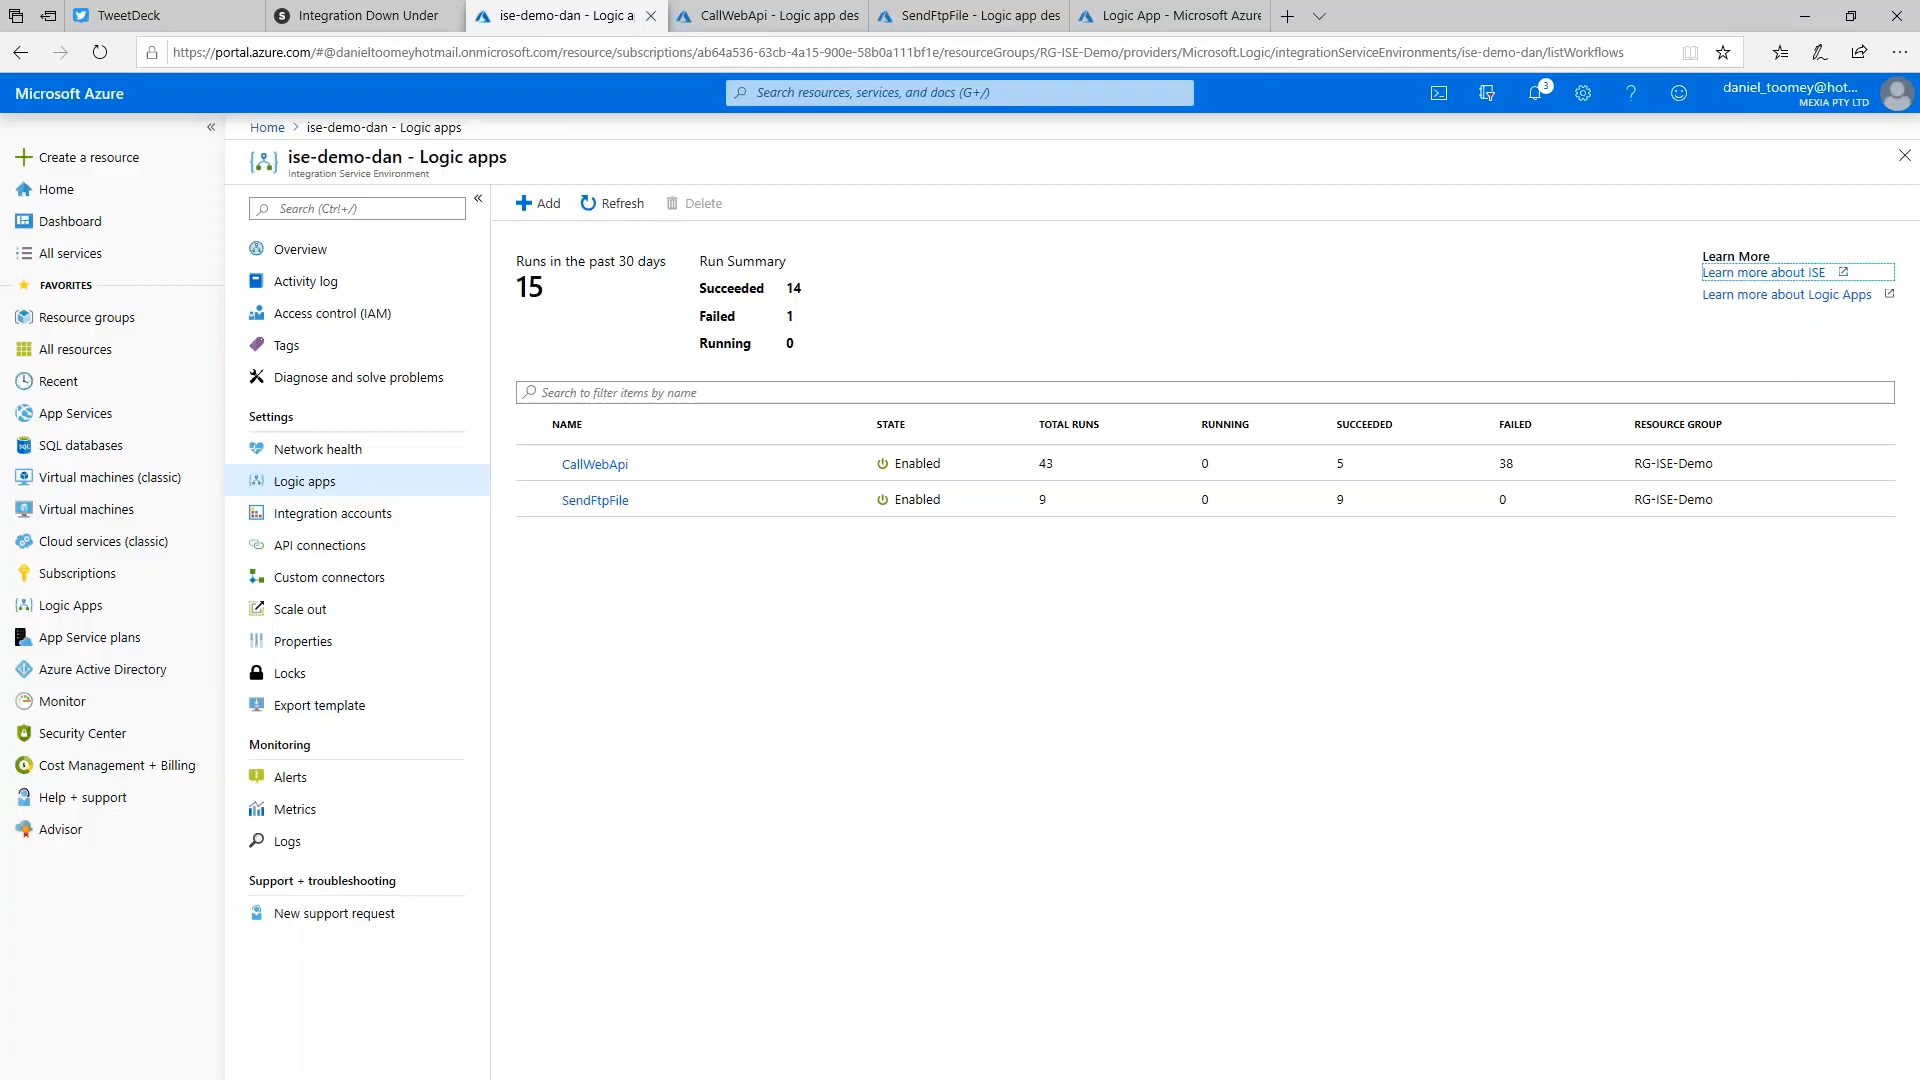 TweetDeck
Integration Down Under
ise-demo-dan - Logic a
CallWebApi - Logic app des
SendFtpFile - Logic app des
Logic App - Microsoft Azure
https://portal.azure.com/#@danieltoomeyhotmail.onmicrosoft.com/resource/subscriptions/ab64a536-63cb-4a15-900e-58b0a111bf1e/resourceGroups/RG-ISE-Demo/providers/Microsoft.Logic/integrationServiceEnvironments/ise-demo-dan/listWorkflows
Microsoft Azure
Search resources, services, and docs (G+/)
3
daniel_toomey@hot...
MEXIA PTY LTD
Create a resource
Home
Dashboard
All services
FAVORITES
Resource groups
All resources
Recent
App Services
SQL databases
Virtual machines (classic)
Virtual machines
Cloud services (classic)
Subscriptions
Logic Apps
App Service plans
Azure Active Directory
Monitor
Security Center
Cost Management + Billing
Help + support
Advisor
Home > ise-demo-dan - Logic apps
ise-demo-dan - Logic apps
Integration Service Environment
Search (Ctrl+/)
Overview
Activity log
Access control (IAM)
Tags
Diagnose and solve problems
Settings
Network health
Logic apps
Integration accounts
API connections
Custom connectors
Scale out
Properties
Locks
Export template
Monitoring
Alerts
Metrics
Logs
Support + troubleshooting
New support request
Add
Refresh
Delete
Runs in the past 30 days
15
Run Summary
Succeeded 14
Failed 1
Running 0
Learn More
Learn more about ISE
Learn more about Logic Apps
Search to filter items by name
NAME STATE TOTAL RUNS RUNNING SUCCEEDED FAILED RESOURCE GROUP
CallWebApi Enabled 43 0 5 38 RG-ISE-Demo
SendFtpFile Enabled 9 0 9 0 RG-ISE-Demo